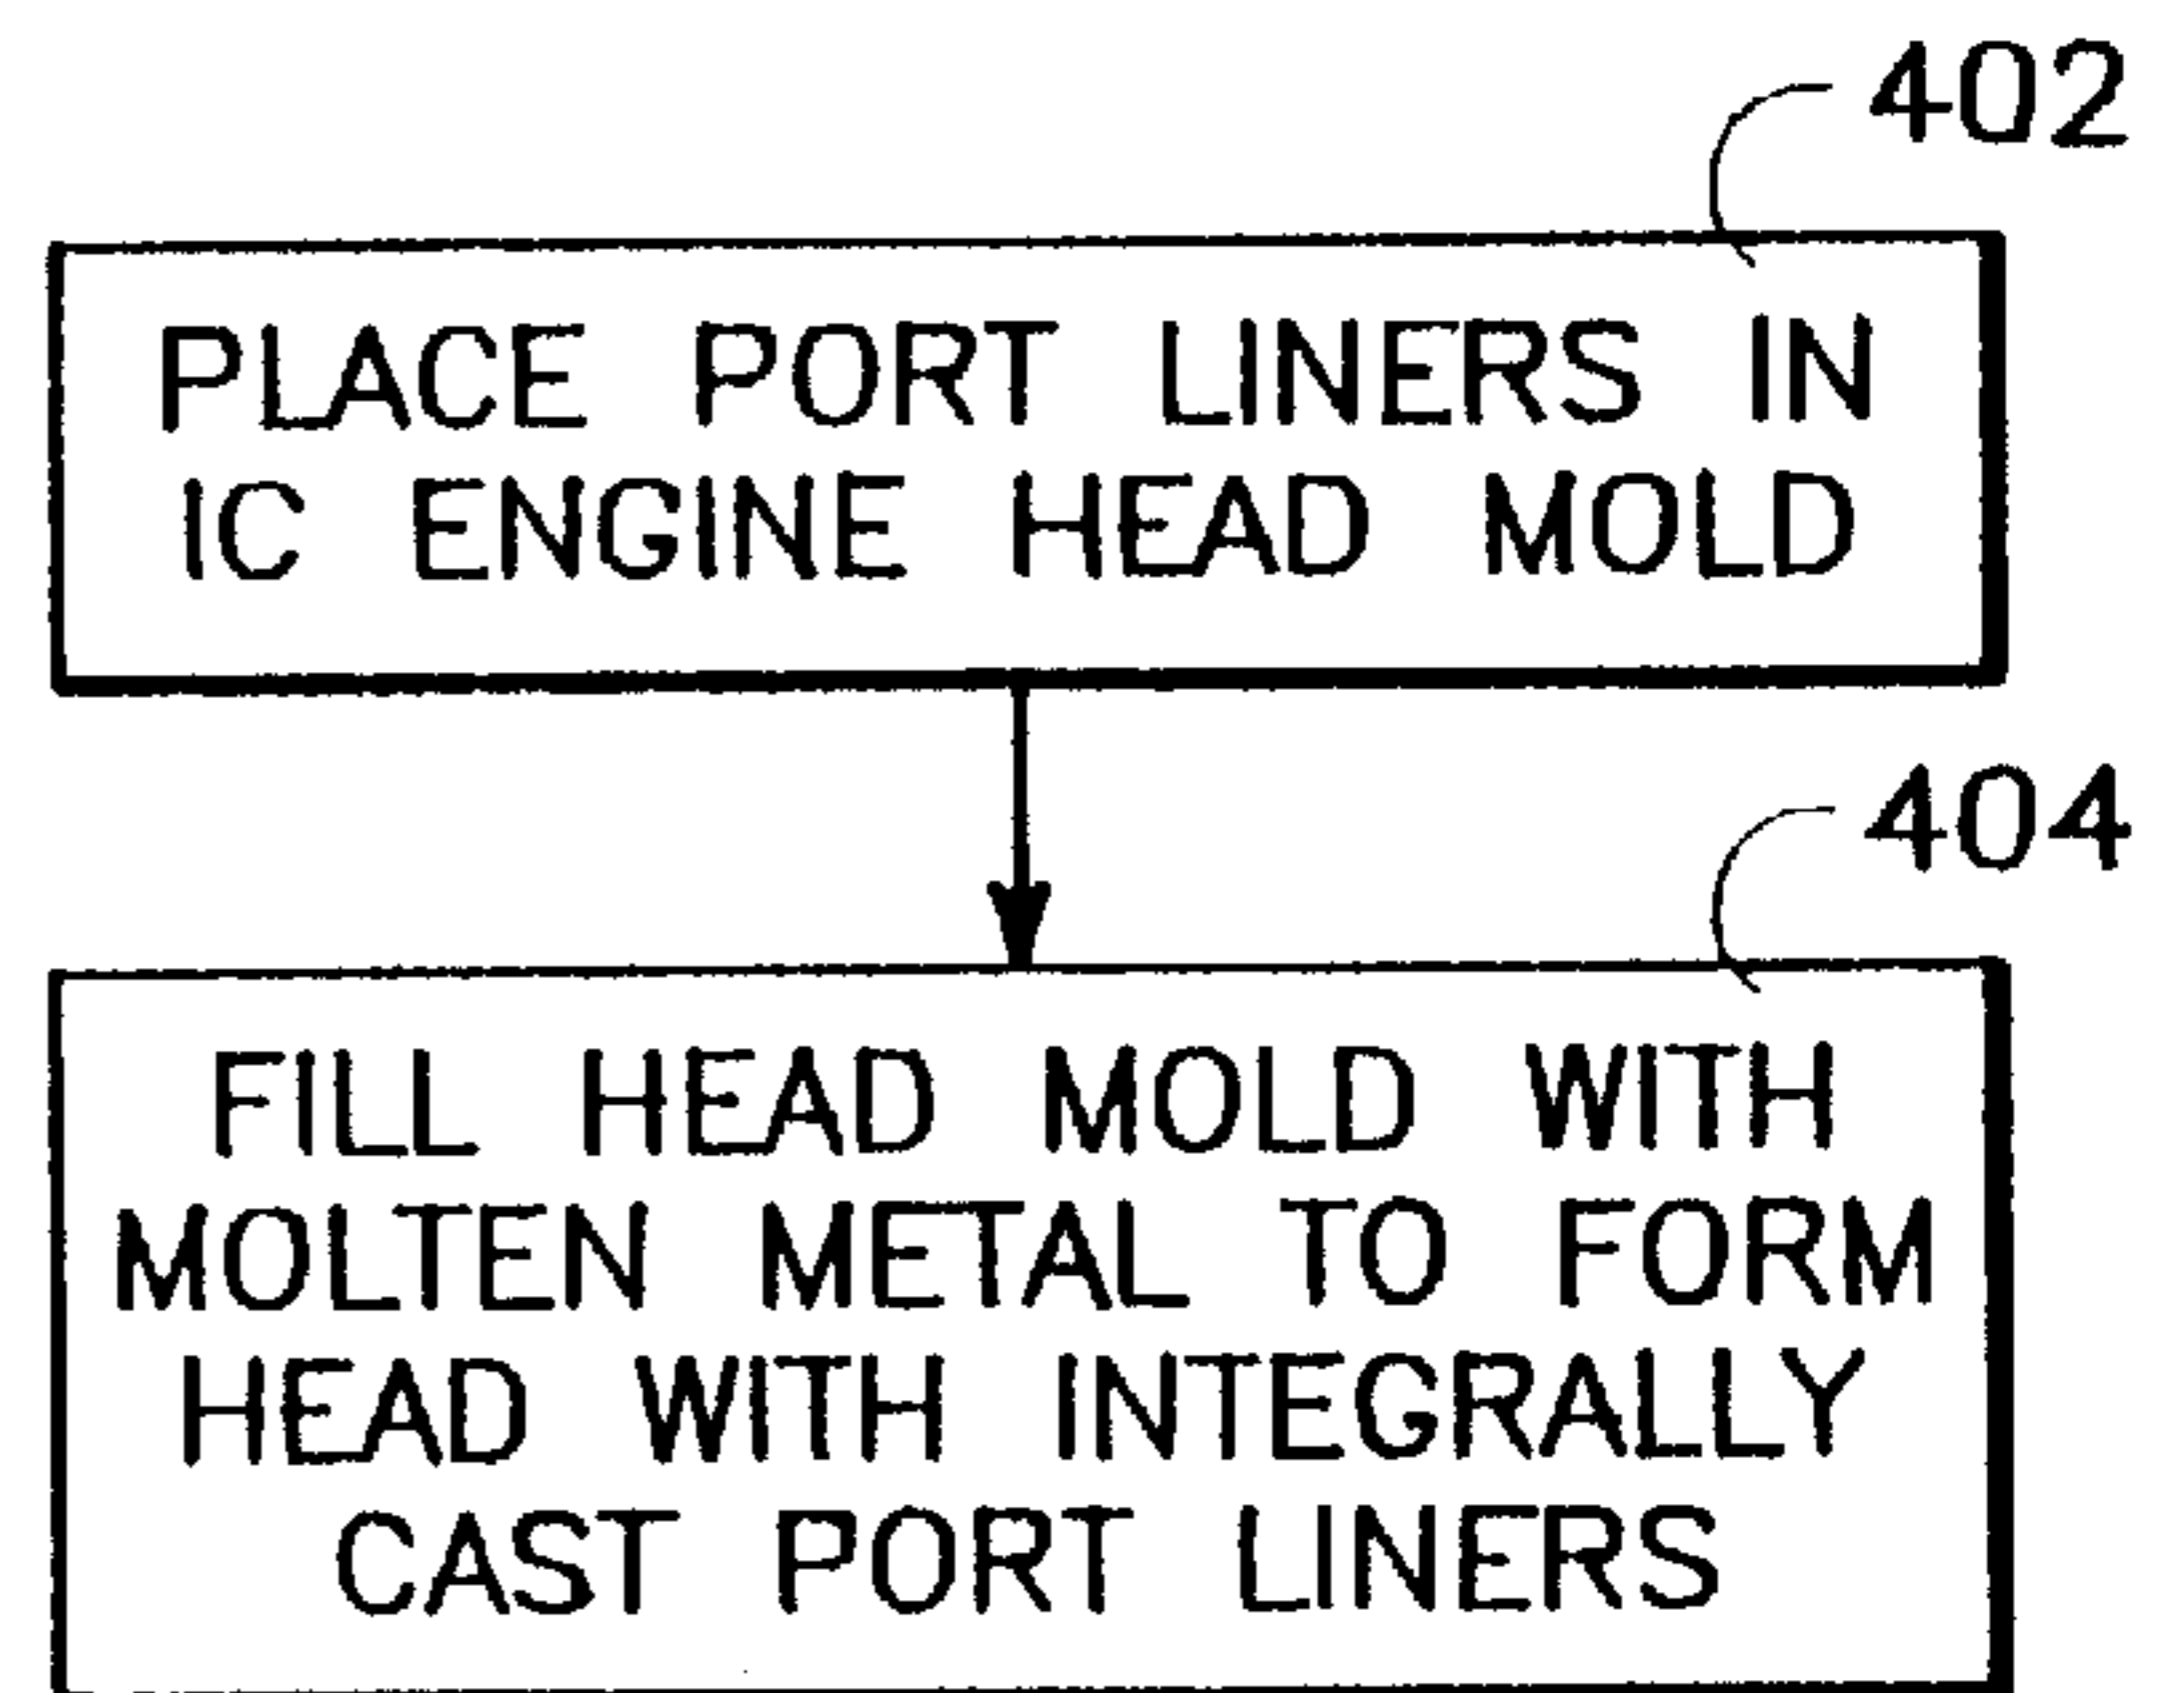 402
PLACE PORT LINERS IN
IC ENGINE HEAD MOLD
404
FILL HEAD MOLD WITH
MOLTEN METAL TO FORM
HEAD WITH INTEGRALLY
CAST PORT LINERS